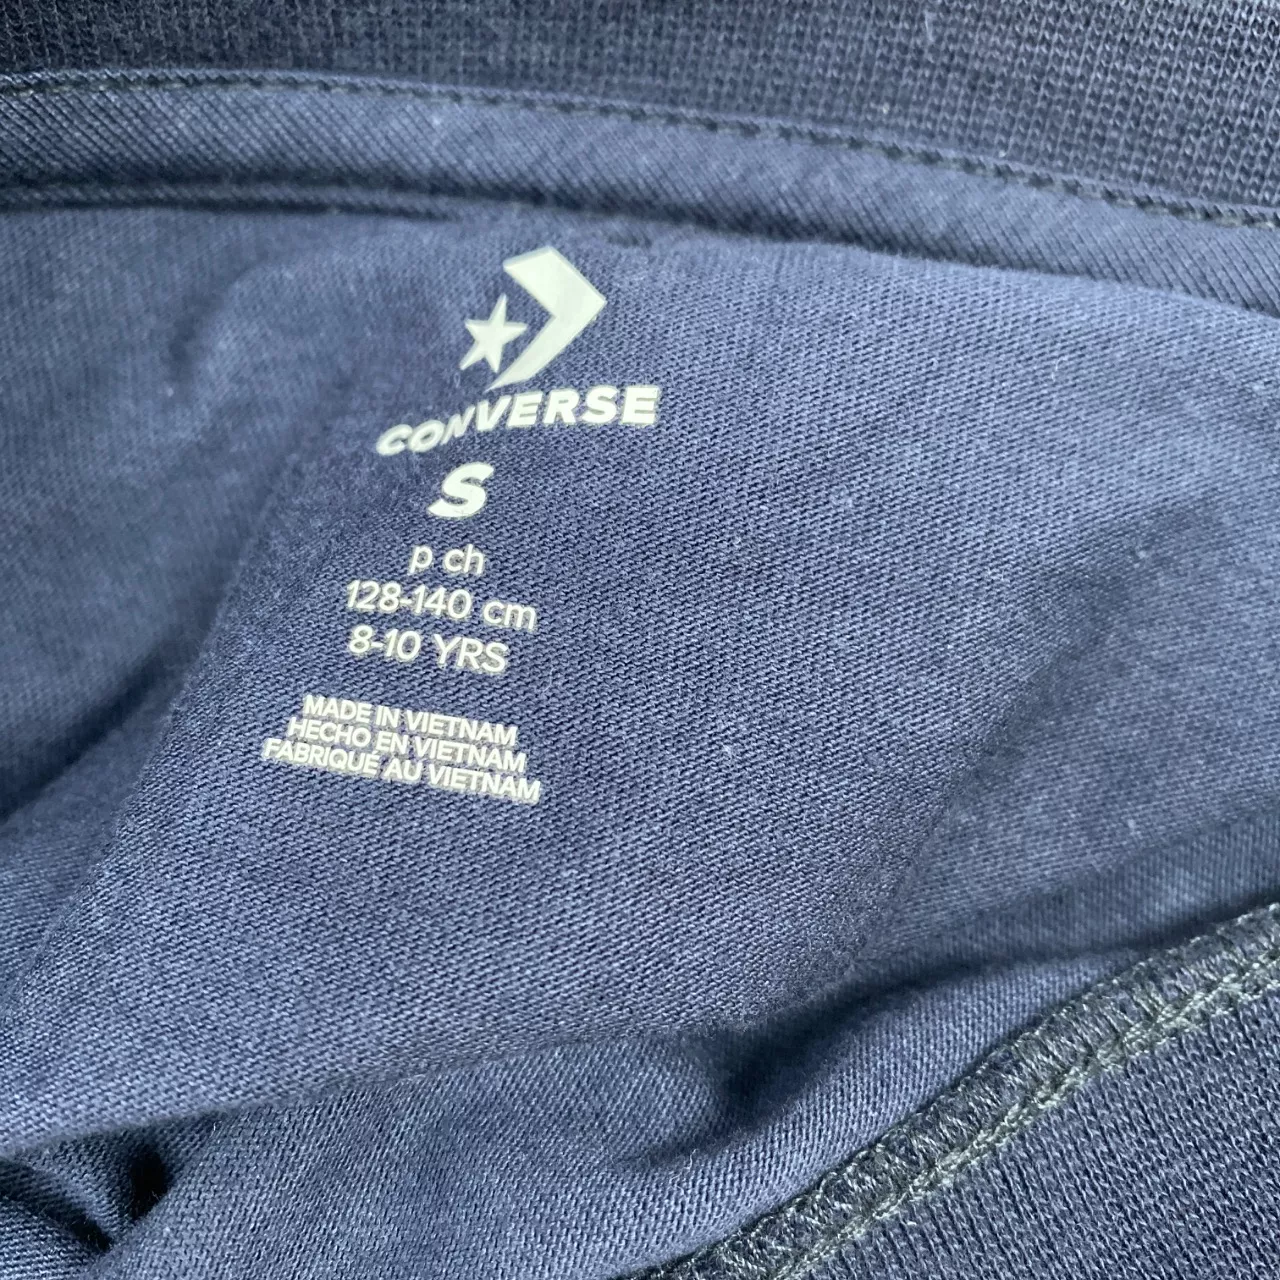 CONVERSE
S
p ch
128-140 cm
8-10 YRS
MADE IN VIETNAM
HECHO EN VIETNAM
FABRIQUÉ AU VIETNAM